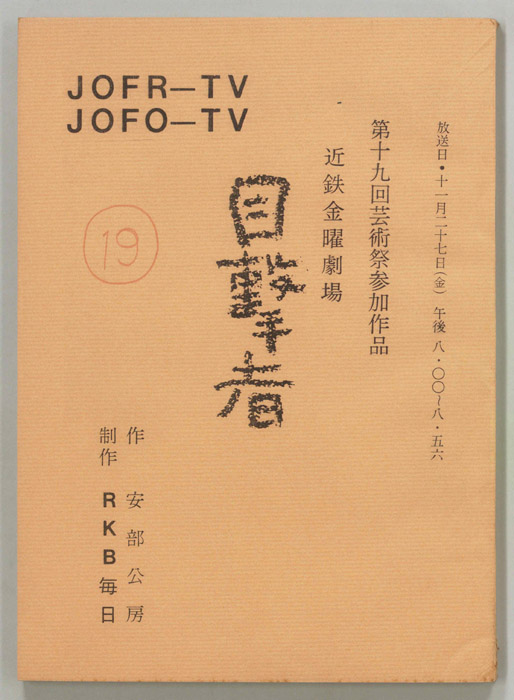 JOFR—TV
JOFO—TV
放送日・十一月二十七日（金） 午後 八・〇〇〜八・五六
第十九回芸術祭参加作品
近鉄金曜劇場
目撃者
19
作 安部公房
制作 RKB毎日